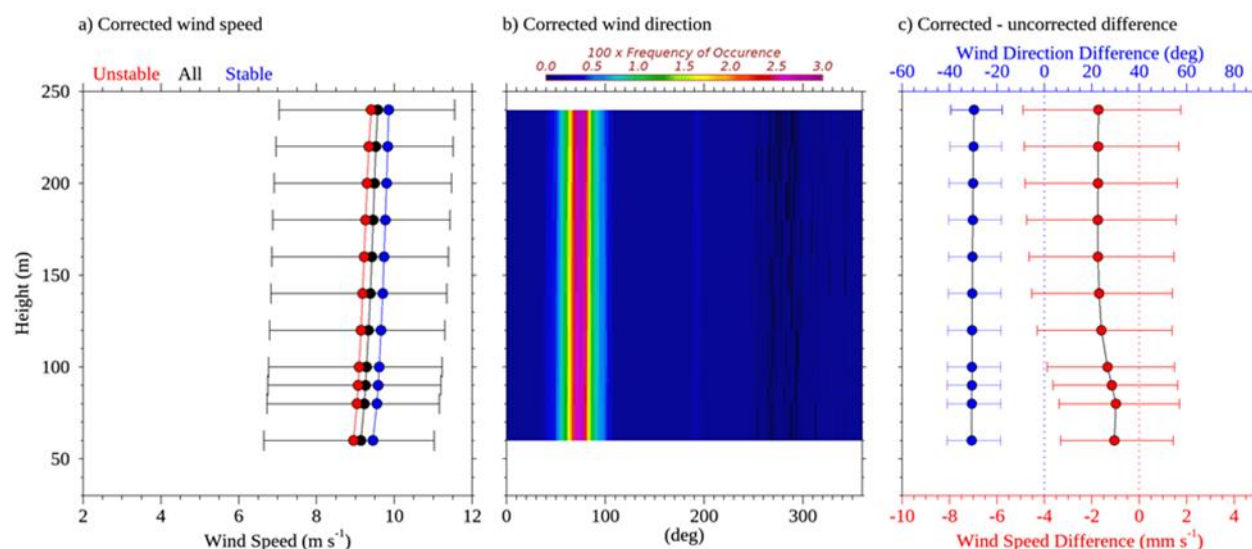 a) Corrected wind speed
Unstable All Stable
250
200
150
100
50
Height (m)
2 4 6 8 10 12
Wind Speed (m s⁻¹)
b) Corrected wind direction
100 x Frequency of Occurence
0.0 0.5 1.0 1.5 2.0 2.5 3.0
0 100 200 300
(deg)
c) Corrected - uncorrected difference
Wind Direction Difference (deg)
-60 -40 -20 0 20 40 60 80
-10 -8 -6 -4 -2 0 2 4
Wind Speed Difference (mm s⁻¹)